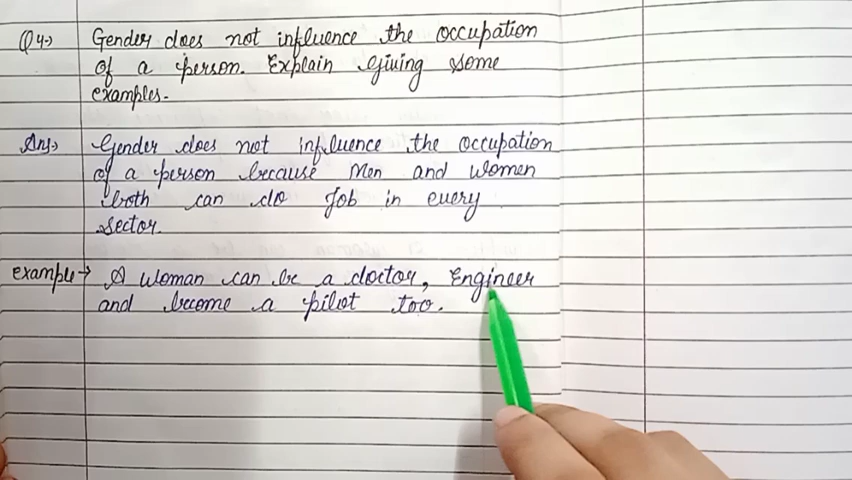 Q4→ Gender does not influence the occupation
of a person. Explain Giving some
examples.
Ans→ Gender does not influence the occupation
of a person because Men and women
both can do Job in every
sector.
example→ A woman can be a doctor, Engineer
and become a pilot too.